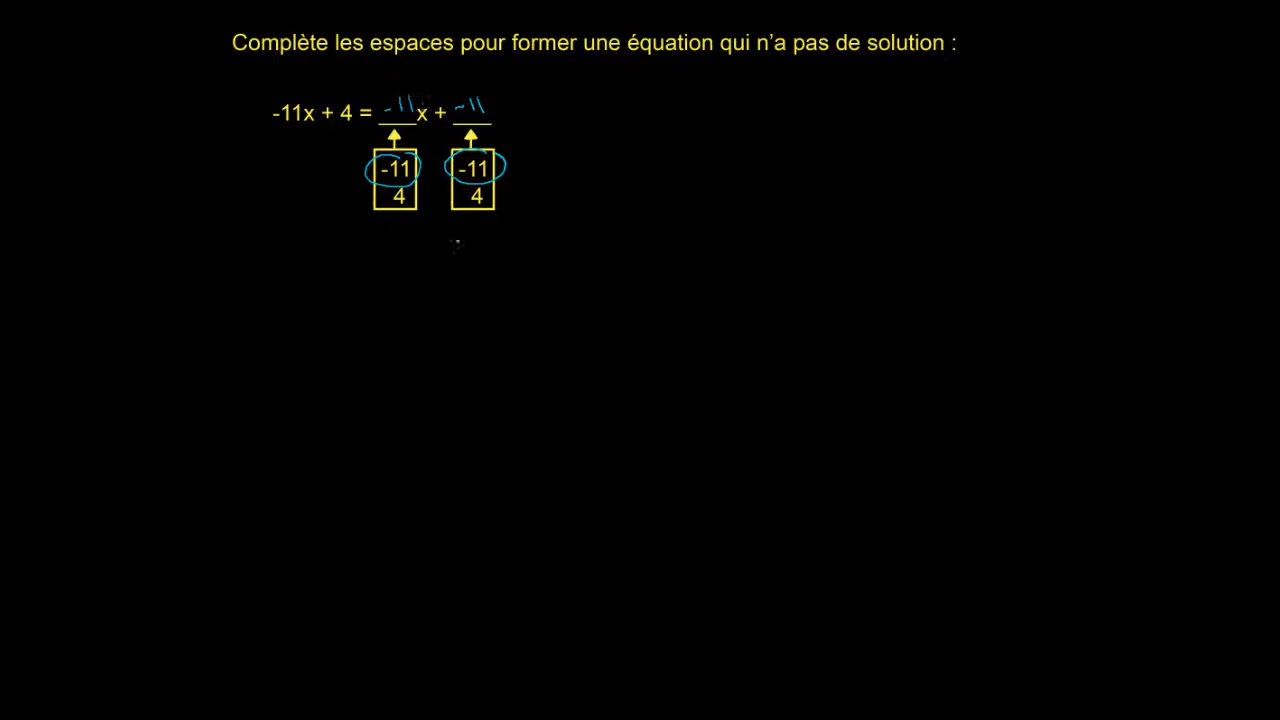 Complète les espaces pour former une équation qui n'a pas de solution :
-11x + 4 = -11x + -11
-11 -11
4 4